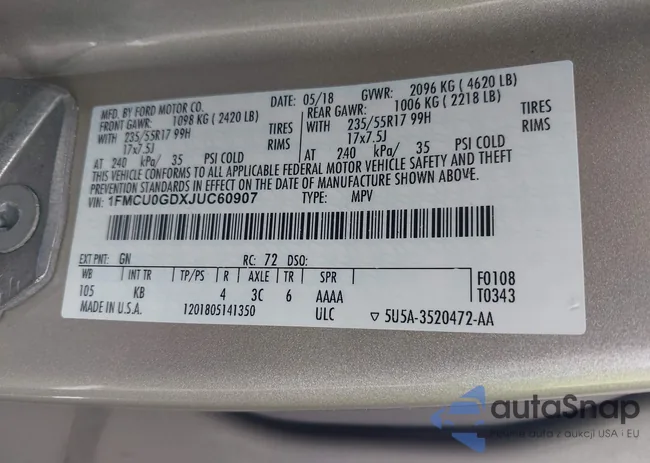 MFD. BY FORD MOTOR CO.
DATE: 05/18 GVWR: 2096 KG ( 4620 LB)
FRONT GAWR: 1098 KG ( 2420 LB)
REAR GAWR: 1006 KG ( 2218 LB)
WITH 235/55R17 99H TIRES
WITH 235/55R17 99H TIRES
17x7.5J RIMS
17x7.5J RIMS
AT 240 kPa/ 35 PSI COLD
AT 240 kPa/ 35 PSI COLD
THIS VEHICLE CONFORMS TO ALL APPLICABLE FEDERAL MOTOR VEHICLE SAFETY AND THEFT
PREVENTION STANDARDS IN EFFECT ON THE DATE OF MANUFACTURE SHOWN ABOVE.
VIN: 1FMCU0GDXJUC60907 TYPE: MPV
EXT PNT: GN RC: 72 DSO:
WB INT TR TP/PS R AXLE TR SPR
105 KB 4 3C 6 AAAA
F0108
T0343
MADE IN U.S.A. 1201805141350 ULC ▽ 5U5A-3520472-AA
autoSnap
auta z aukcji USA i EU